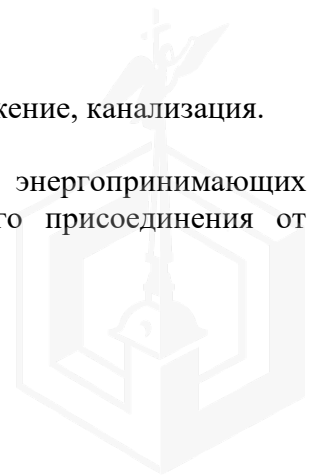 жение, канализация.
энергопринимающих
го присоединения от